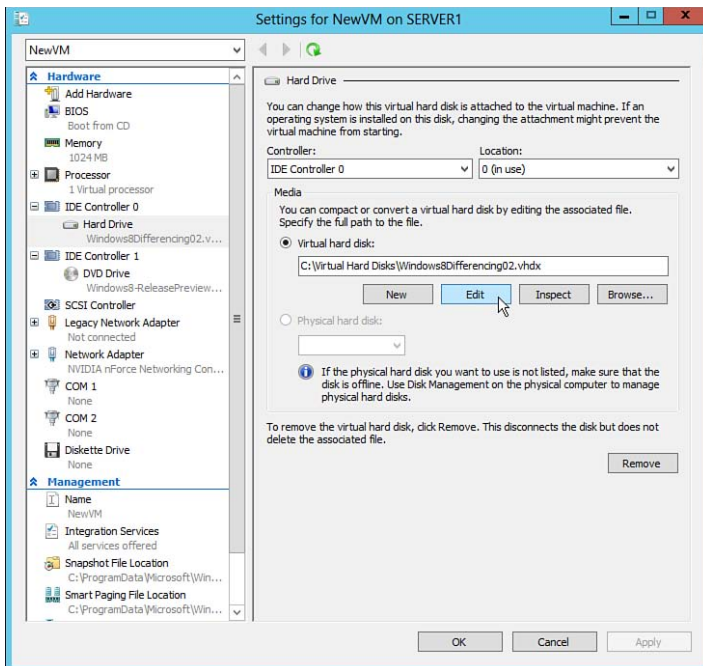 Settings for NewVM on SERVER1
NewVM
Hardware
Add Hardware
BIOS
Boot from CD
Memory
1024 MB
Processor
1 Virtual processor
IDE Controller 0
Hard Drive
Windows8Differencing02.v...
IDE Controller 1
DVD Drive
Windows8-ReleasePreview...
SCSI Controller
Legacy Network Adapter
Not connected
Network Adapter
NVIDIA nForce Networking Con...
COM 1
None
COM 2
None
Diskette Drive
None
Management
Name
NewVM
Integration Services
All services offered
Snapshot File Location
C:\ProgramData\Microsoft\Win...
Smart Paging File Location
C:\ProgramData\Microsoft\Win...
Hard Drive
You can change how this virtual hard disk is attached to the virtual machine. If an
operating system is installed on this disk, changing the attachment might prevent the
virtual machine from starting.
Controller: Location:
IDE Controller 0 0 (in use)
Media
You can compact or convert a virtual hard disk by editing the associated file.
Specify the full path to the file.
Virtual hard disk:
C:\Virtual Hard Disks\Windows8Differencing02.vhdx
New Edit Inspect Browse...
Physical hard disk:
If the physical hard disk you want to use is not listed, make sure that the
disk is offline. Use Disk Management on the physical computer to manage
physical hard disks.
To remove the virtual hard disk, click Remove. This disconnects the disk but does not
delete the associated file.
Remove
OK Cancel Apply